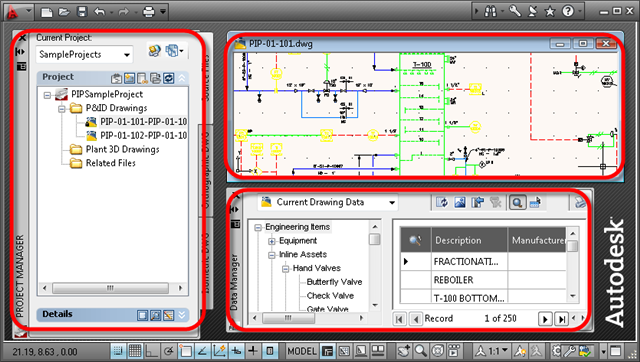 Current Project:
SampleProjects
Project
PIPSampleProject
P&ID Drawings
PIP-01-101-PIP-01-10
PIP-01-102-PIP-01-10
Plant 3D Drawings
Related Files
Details
PROJECT MANAGER
Source Files
Orthographic DWG
Isometric DWG
PIP-01-101.dwg
T-10D
Current Drawing Data
Engineering Items
Equipment
Inline Assets
Hand Valves
Butterfly Valve
Check Valve
Gate Valve
Description
Manufacture
FRACTIONATI...
REBOILER
T-100 BOTTOM...
Record 1 of 250
Data Manager
Autodesk
21.19, 8.63 , 0.00
MODEL
1:1